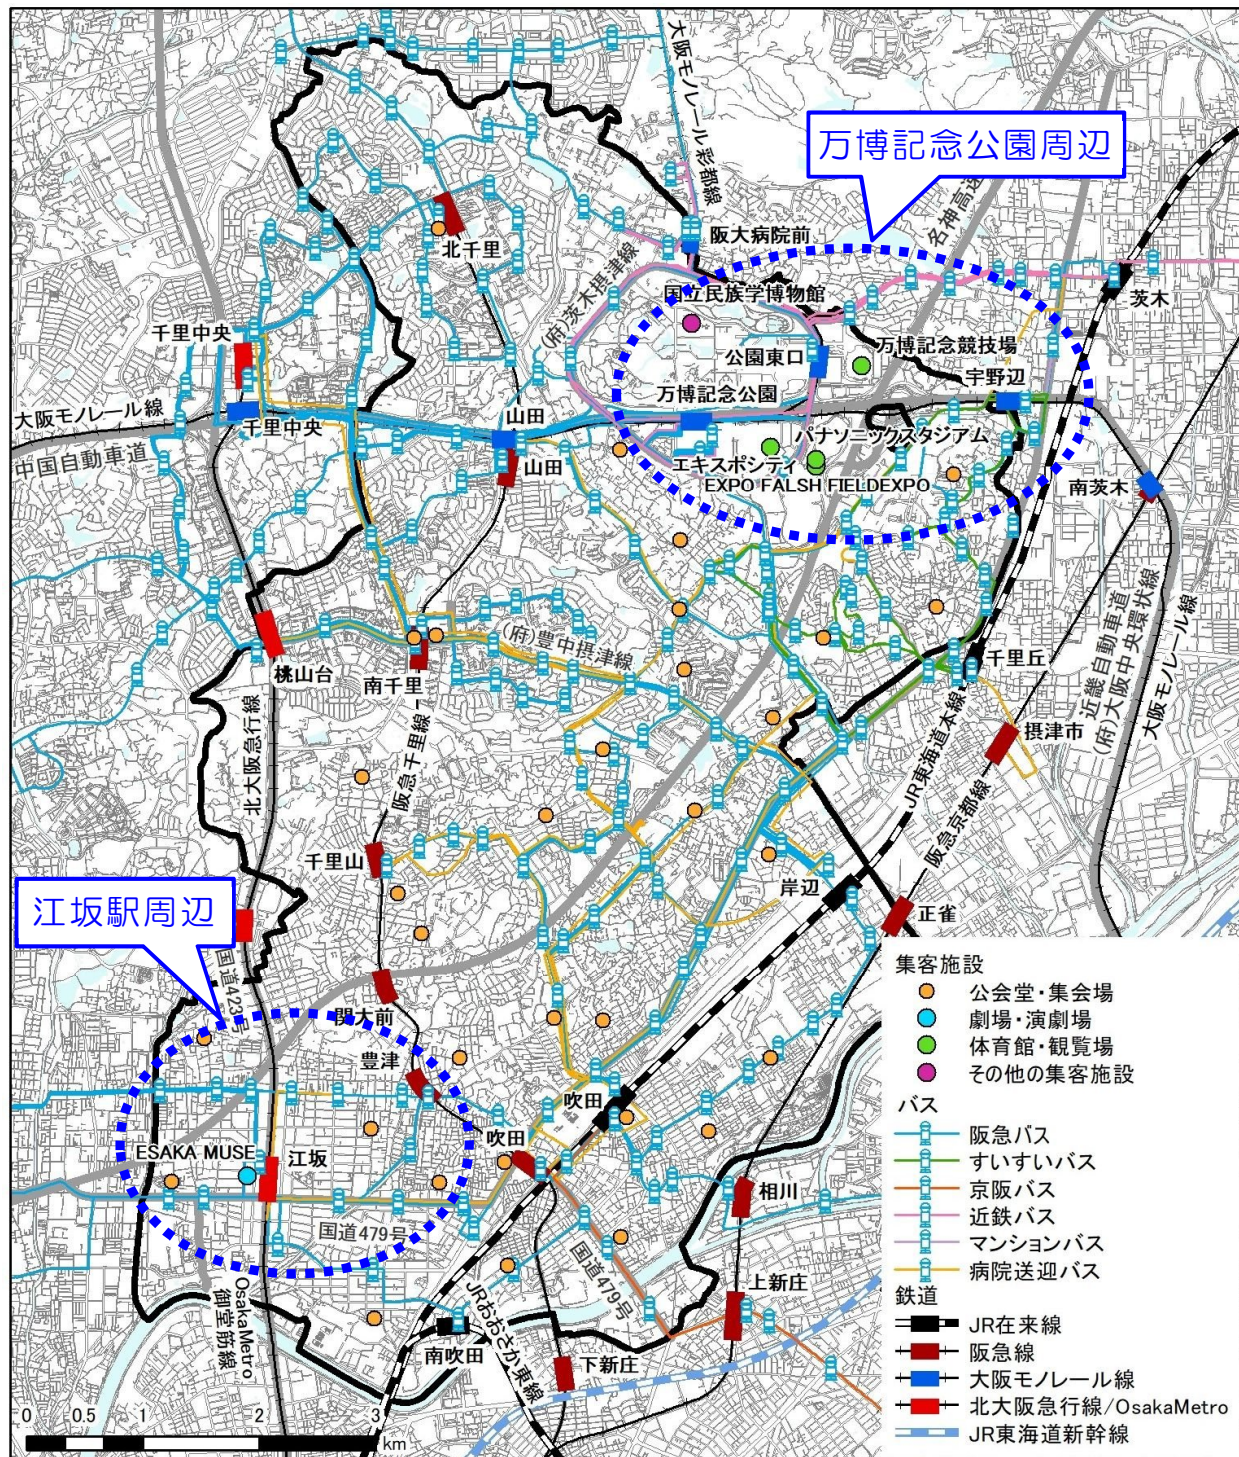 大阪モノレール彩都線
万博記念公園周辺
名神高速
阪大病院前
北千里
(府)茨木摂津線
国立民族学博物館
茨木
千里中央
公園東口
万博記念競技場
宇野辺
万博記念公園
大阪モノレール線
千里中央
山田
パナソニックスタジアム
中国自動車道
山田
エキスポシティ
EXPO FALSH FIELDEXPO
南茨木
(府)豊中摂津線
近畿自動車道
(府)大阪中央環状線
大阪モノレール線
桃山台
南千里
千里丘
北大阪急行線
阪急千里線
JR東海道本線
摂津市
阪急京都線
千里山
岸辺
正雀
江坂駅周辺
国道423号
関大前
豊津
吹田
ESAKA MUSE
江坂
吹田
相川
国道479号
国道479号
OsakaMetro
御堂筋線
JRおおさか東線
上新庄
南吹田
下新庄
集客施設
公会堂・集会場
劇場・演劇場
体育館・観覧場
その他の集客施設
バス
阪急バス
すいすいバス
京阪バス
近鉄バス
マンションバス
病院送迎バス
鉄道
JR在来線
阪急線
大阪モノレール線
北大阪急行線/OsakaMetro
JR東海道新幹線
0 0.5 1 2 3
km